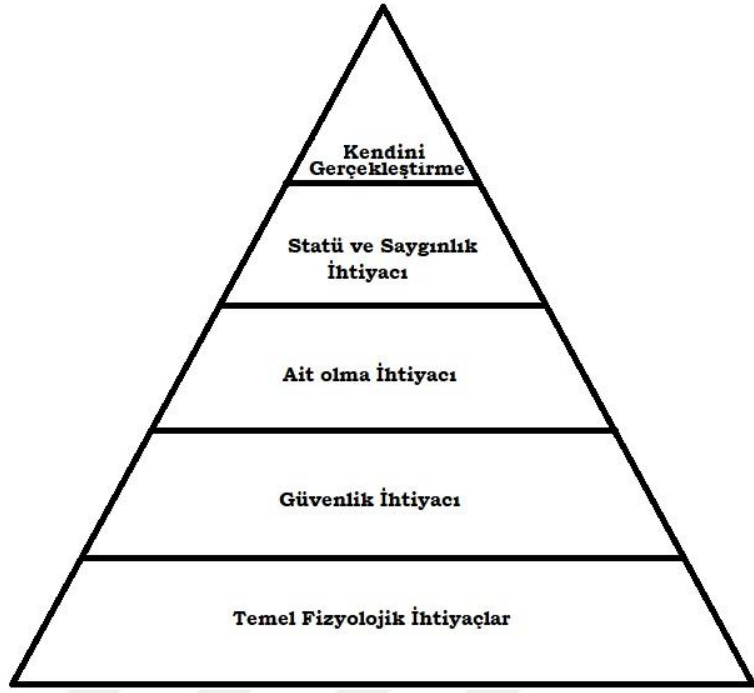 Kendini
Gerçekleştirme
Statü ve Saygınlık
İhtiyacı
Ait olma İhtiyacı
Güvenlik İhtiyacı
Temel Fizyolojik İhtiyaçlar